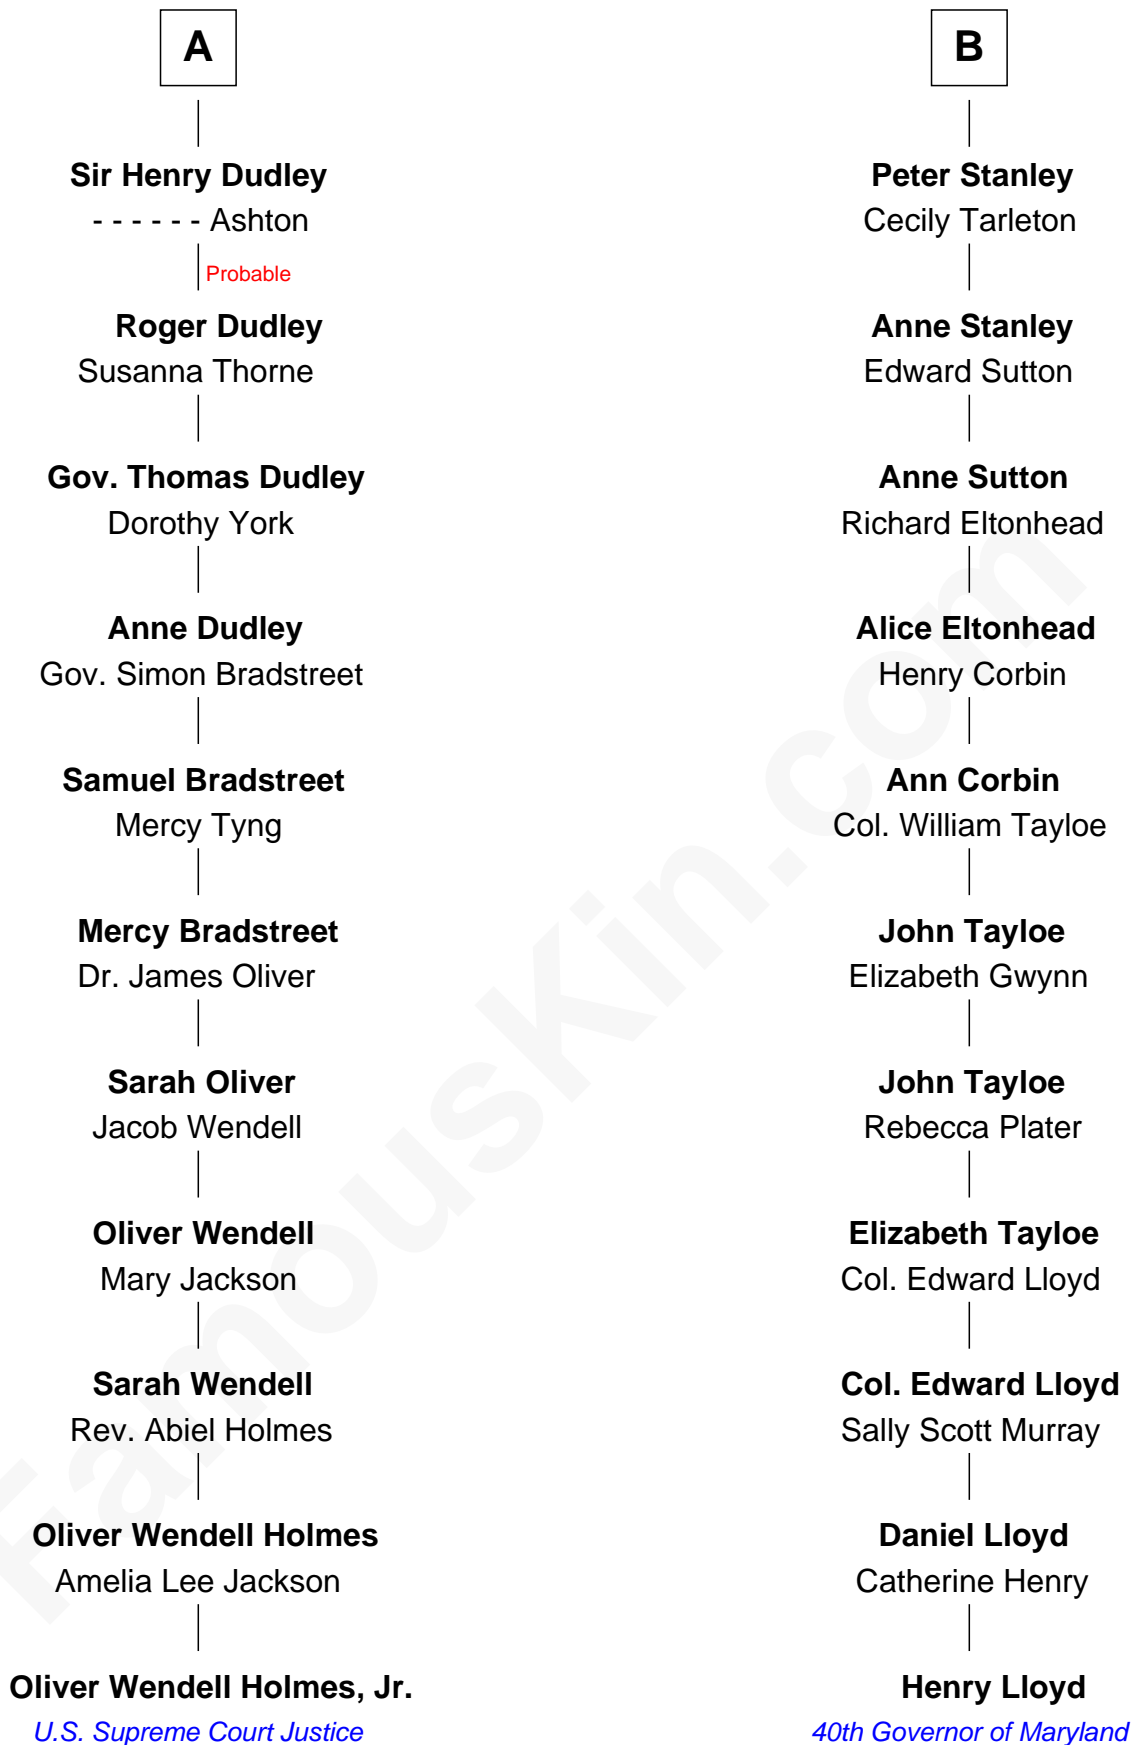 A
Sir Henry Dudley
- - - - - - Ashton
Probable
Roger Dudley
Susanna Thorne
Gov. Thomas Dudley
Dorothy York
Anne Dudley
Gov. Simon Bradstreet
Samuel Bradstreet
Mercy Tyng
Mercy Bradstreet
Dr. James Oliver
Sarah Oliver
Jacob Wendell
Oliver Wendell
Mary Jackson
Sarah Wendell
Rev. Abiel Holmes
Oliver Wendell Holmes
Amelia Lee Jackson
Oliver Wendell Holmes, Jr.
U.S. Supreme Court Justice
B
Peter Stanley
Cecily Tarleton
Anne Stanley
Edward Sutton
Anne Sutton
Richard Eltonhead
Alice Eltonhead
Henry Corbin
Ann Corbin
Col. William Tayloe
John Tayloe
Elizabeth Gwynn
John Tayloe
Rebecca Plater
Elizabeth Tayloe
Col. Edward Lloyd
Col. Edward Lloyd
Sally Scott Murray
Daniel Lloyd
Catherine Henry
Henry Lloyd
40th Governor of Maryland
FamousKin.com